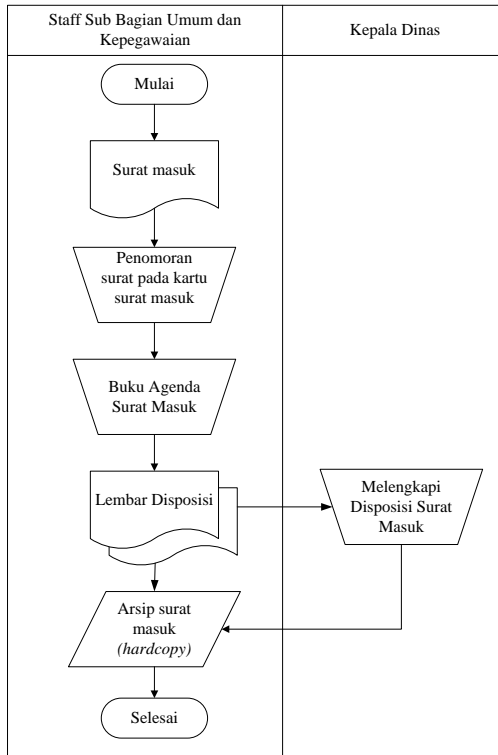 Staff Sub Bagian Umum dan
Kepegawaian
Kepala Dinas
Mulai
Surat masuk
Penomoran
surat pada kartu
surat masuk
Buku Agenda
Surat Masuk
Lembar Disposisi
Melengkapi
Disposisi Surat
Masuk
Arsip surat
masuk
(hardcopy)
Selesai